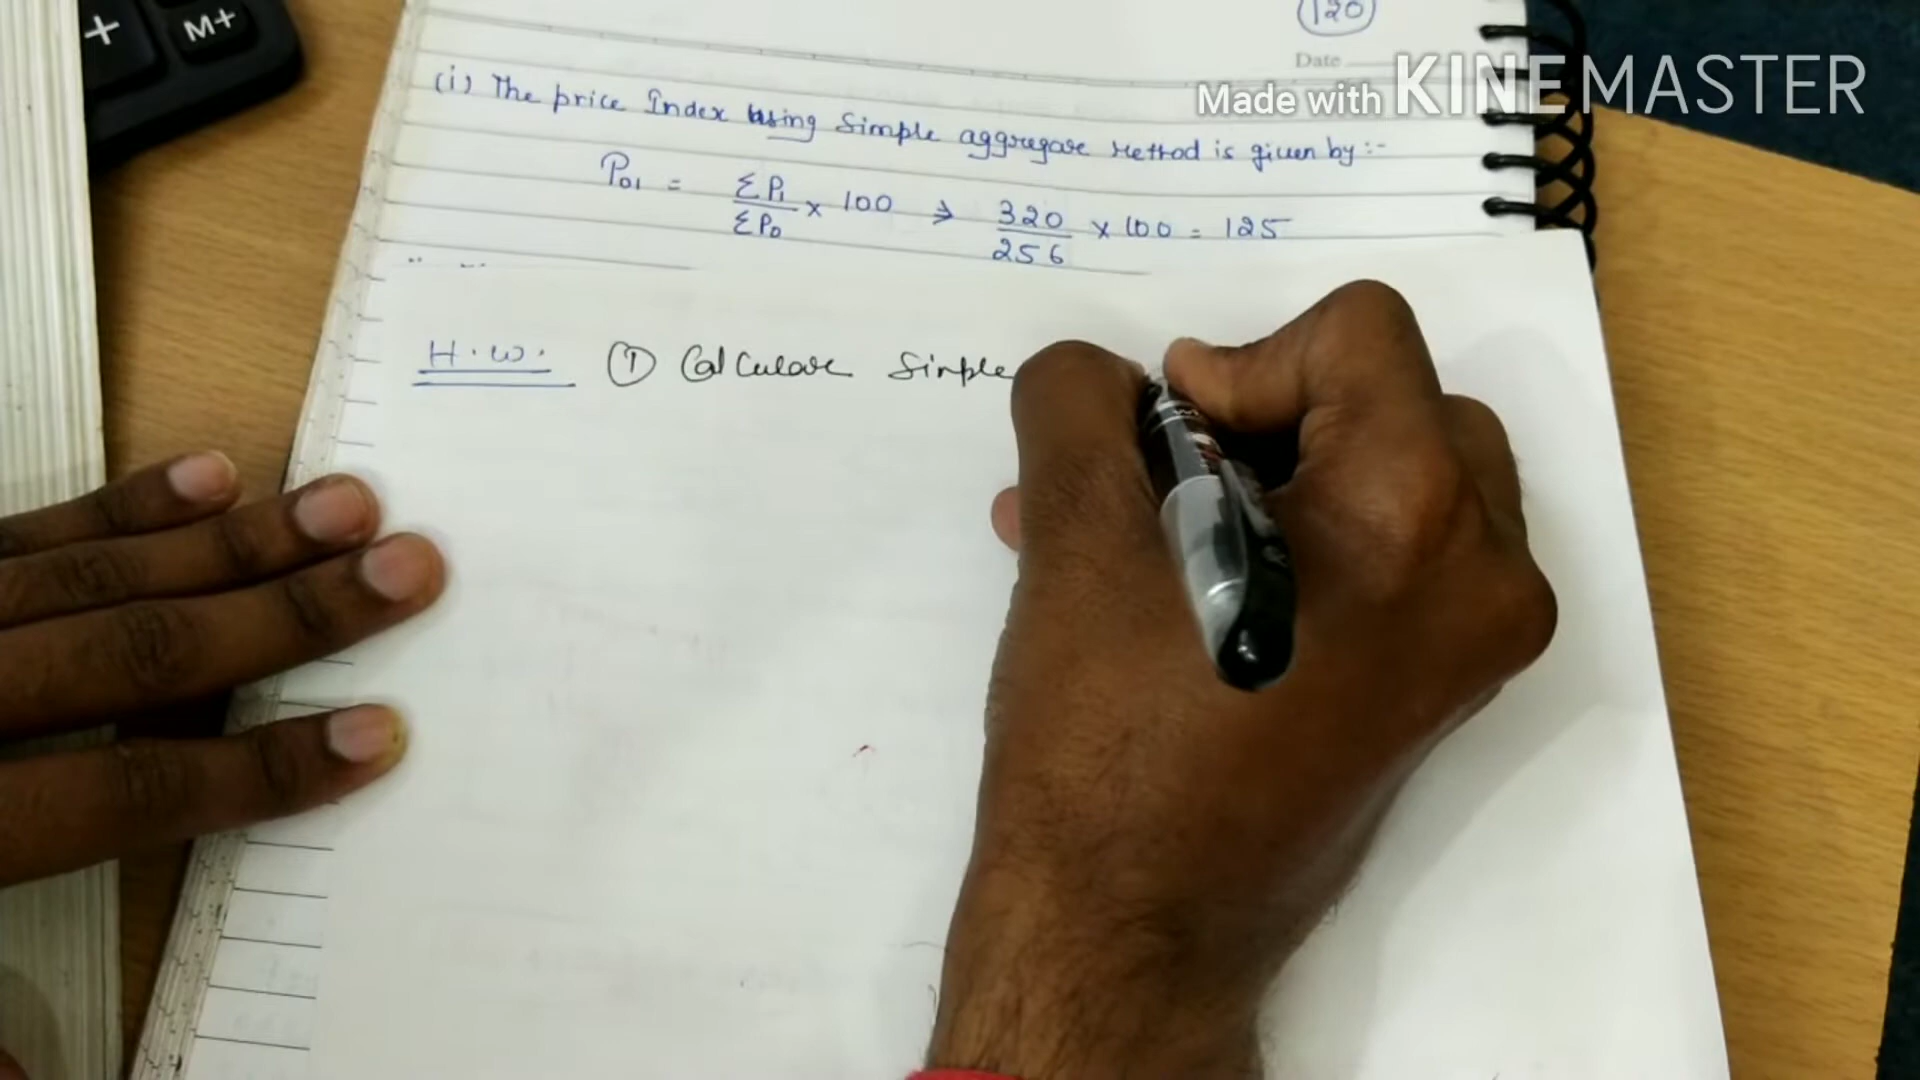 + M+
120
Date
Made with KINEMASTER
(i) The price Index using Simple aggregate Method is given by :-
P01 = ΣP1 / ΣP0 × 100 ⇒ 320 / 256 × 100 = 125
H.W. ① Calculate Simple